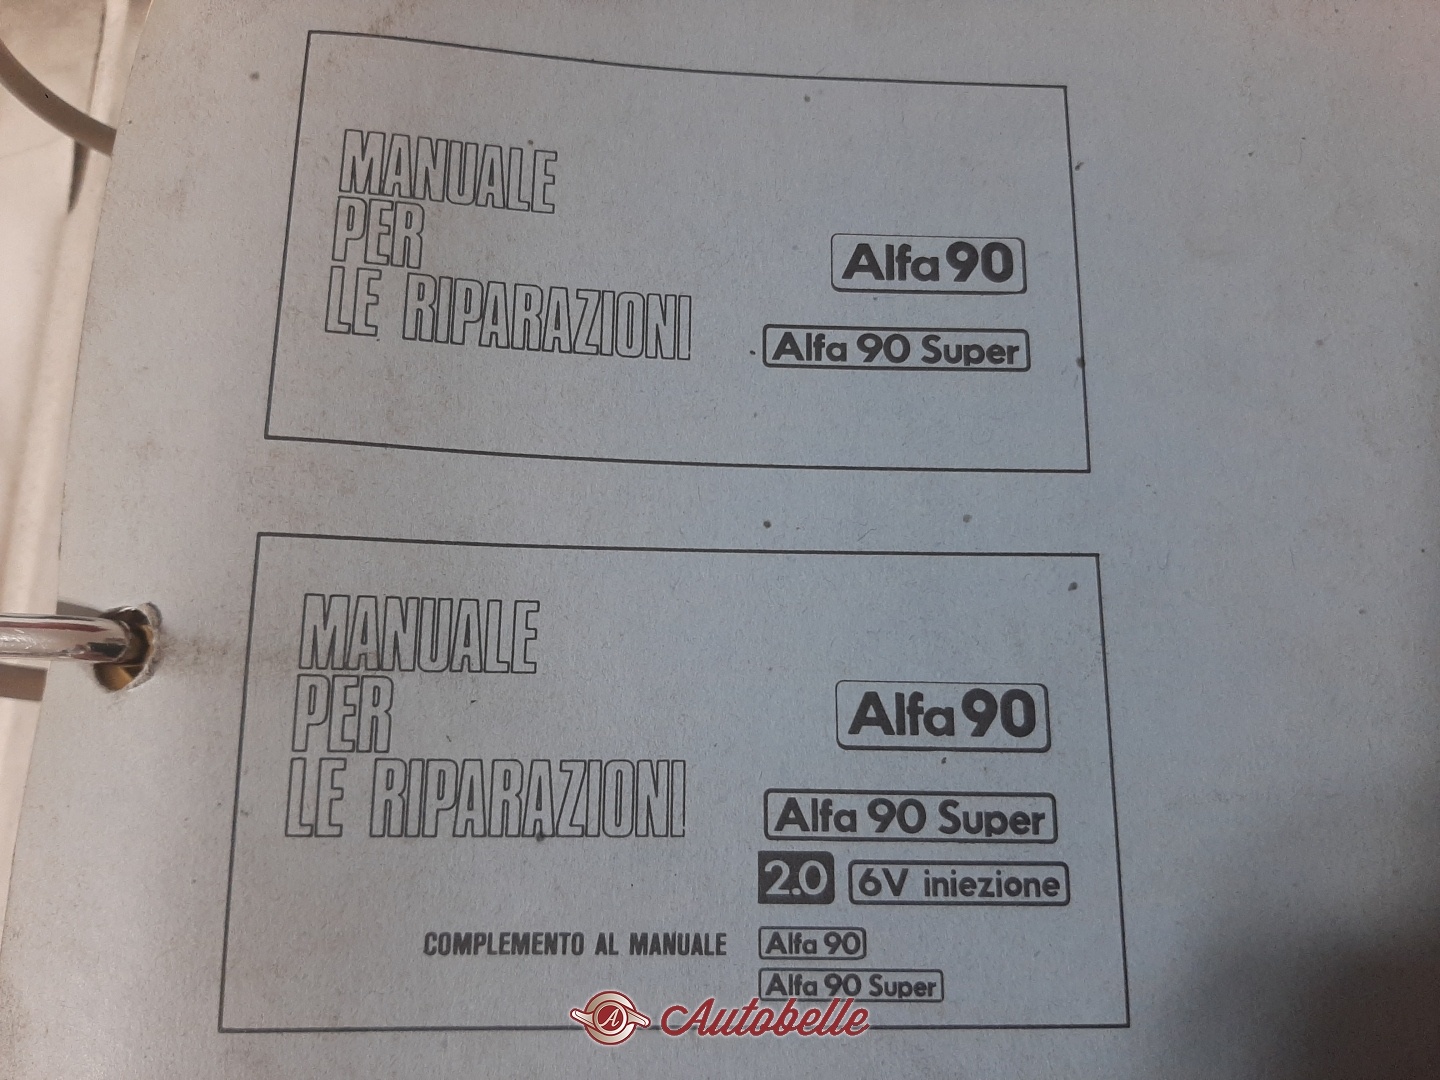 MANUALE
PER
LE RIPARAZIONI
Alfa 90
Alfa 90 Super
MANUALE
PER
LE RIPARAZIONI
Alfa 90
Alfa 90 Super
2.0 6V iniezione
COMPLEMENTO AL MANUALE Alfa 90
Alfa 90 Super
A Autobelle